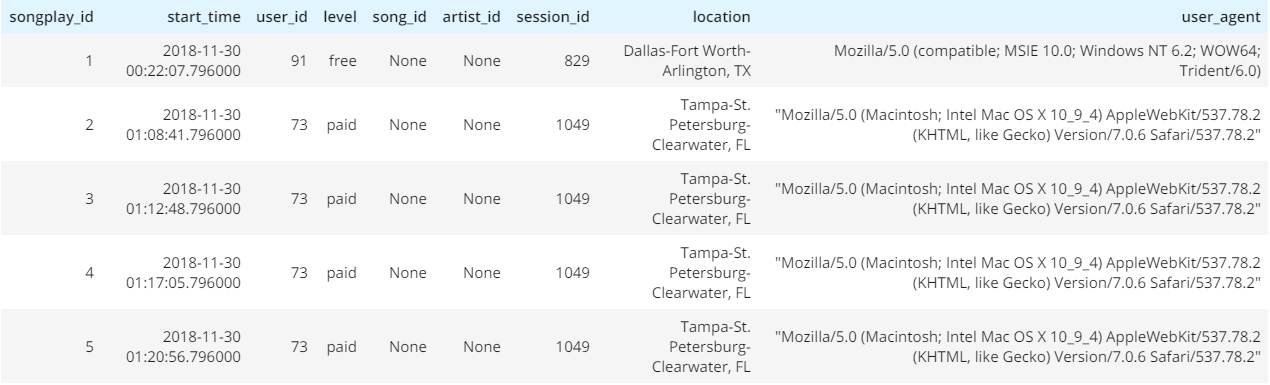 songplay_id start_time user_id level song_id artist_id session_id location user_agent
1 2018-11-30 00:22:07.796000 91 free None None 829 Dallas-Fort Worth-Arlington, TX Mozilla/5.0 (compatible; MSIE 10.0; Windows NT 6.2; WOW64; Trident/6.0)
2 2018-11-30 01:08:41.796000 73 paid None None 1049 Tampa-St. Petersburg-Clearwater, FL "Mozilla/5.0 (Macintosh; Intel Mac OS X 10_9_4) AppleWebKit/537.78.2 (KHTML, like Gecko) Version/7.0.6 Safari/537.78.2"
3 2018-11-30 01:12:48.796000 73 paid None None 1049 Tampa-St. Petersburg-Clearwater, FL "Mozilla/5.0 (Macintosh; Intel Mac OS X 10_9_4) AppleWebKit/537.78.2 (KHTML, like Gecko) Version/7.0.6 Safari/537.78.2"
4 2018-11-30 01:17:05.796000 73 paid None None 1049 Tampa-St. Petersburg-Clearwater, FL "Mozilla/5.0 (Macintosh; Intel Mac OS X 10_9_4) AppleWebKit/537.78.2 (KHTML, like Gecko) Version/7.0.6 Safari/537.78.2"
5 2018-11-30 01:20:56.796000 73 paid None None 1049 Tampa-St. Petersburg-Clearwater, FL "Mozilla/5.0 (Macintosh; Intel Mac OS X 10_9_4) AppleWebKit/537.78.2 (KHTML, like Gecko) Version/7.0.6 Safari/537.78.2"